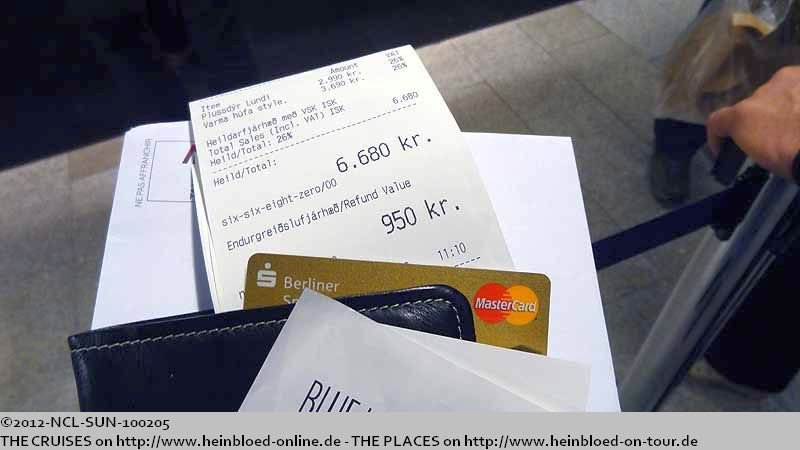 NE PAS AFFRANCHIR
Item Amount VAT
Plussdýr Lundi 2.990 kr. 26%
Varma húfa style. 3.690 kr. 26%
Heildarfjárhæð með VSK ISK
Total Sales (Incl. VAT) ISK 6.680
Heild/Total: 26%
Heild/Total: 6.680 kr.
six-six-eight-zero/00
Endurgreiðslufjárhæð/Refund Value
950 kr.
11:10
Berliner
MasterCard
BLUE
©2012-NCL-SUN-100205
THE CRUISES on http://www.heinbloed-online.de - THE PLACES on http://www.heinbloed-on-tour.de